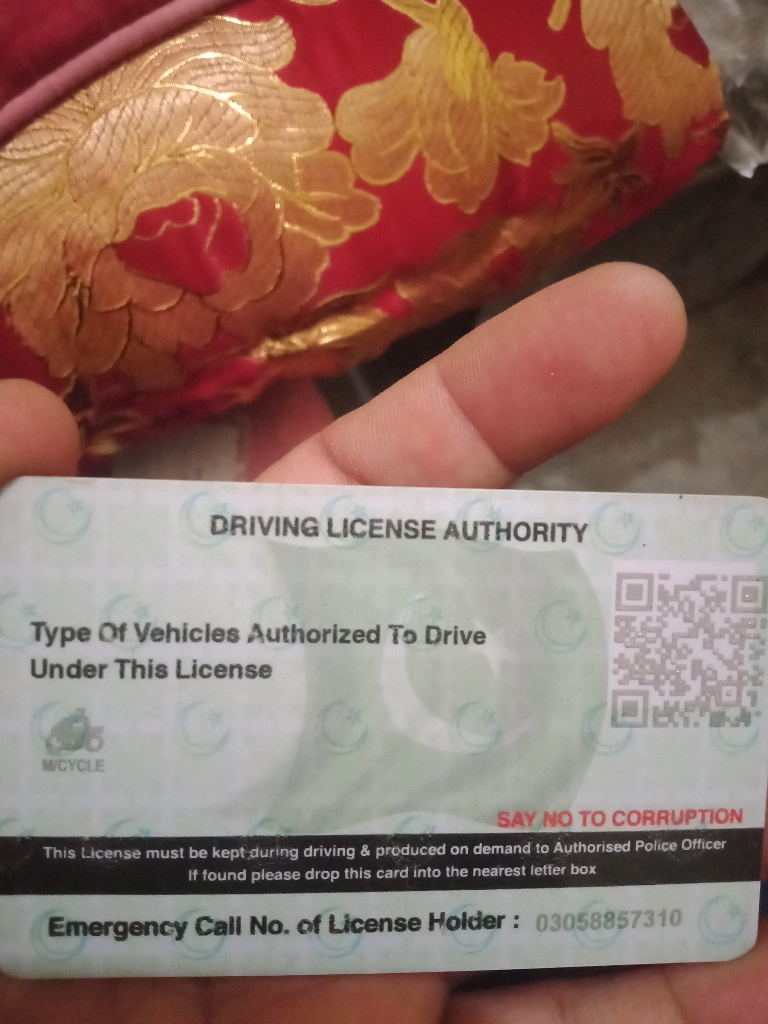 DRIVING LICENSE AUTHORITY
Type Of Vehicles Authorized To Drive
Under This License
M/CYCLE
SAY NO TO CORRUPTION
This License must be kept during driving & produced on demand to Authorised Police Officer
If found please drop this card into the nearest letter box
Emergency Call No. of License Holder : 03058857310